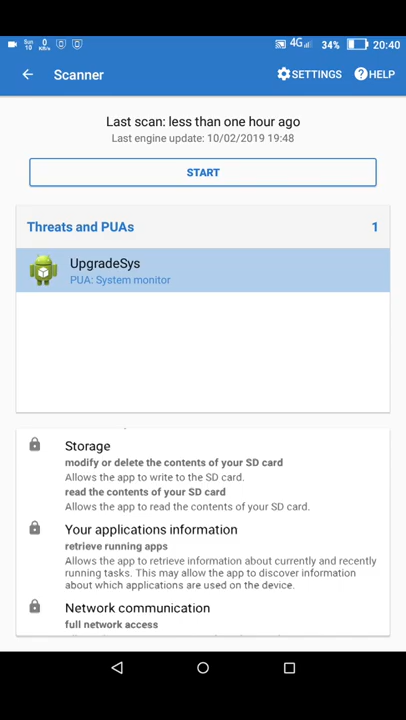 Sun
10
0
KB/s
4G
34%
20:40
Scanner
SETTINGS
HELP
Last scan: less than one hour ago
Last engine update: 10/02/2019 19:48
START
Threats and PUAs
1
UpgradeSys
PUA: System monitor
Storage
modify or delete the contents of your SD card
Allows the app to write to the SD card.
read the contents of your SD card
Allows the app to read the contents of your SD card.
Your applications information
retrieve running apps
Allows the app to retrieve information about currently and recently
running tasks. This may allow the app to discover information
about which applications are used on the device.
Network communication
full network access